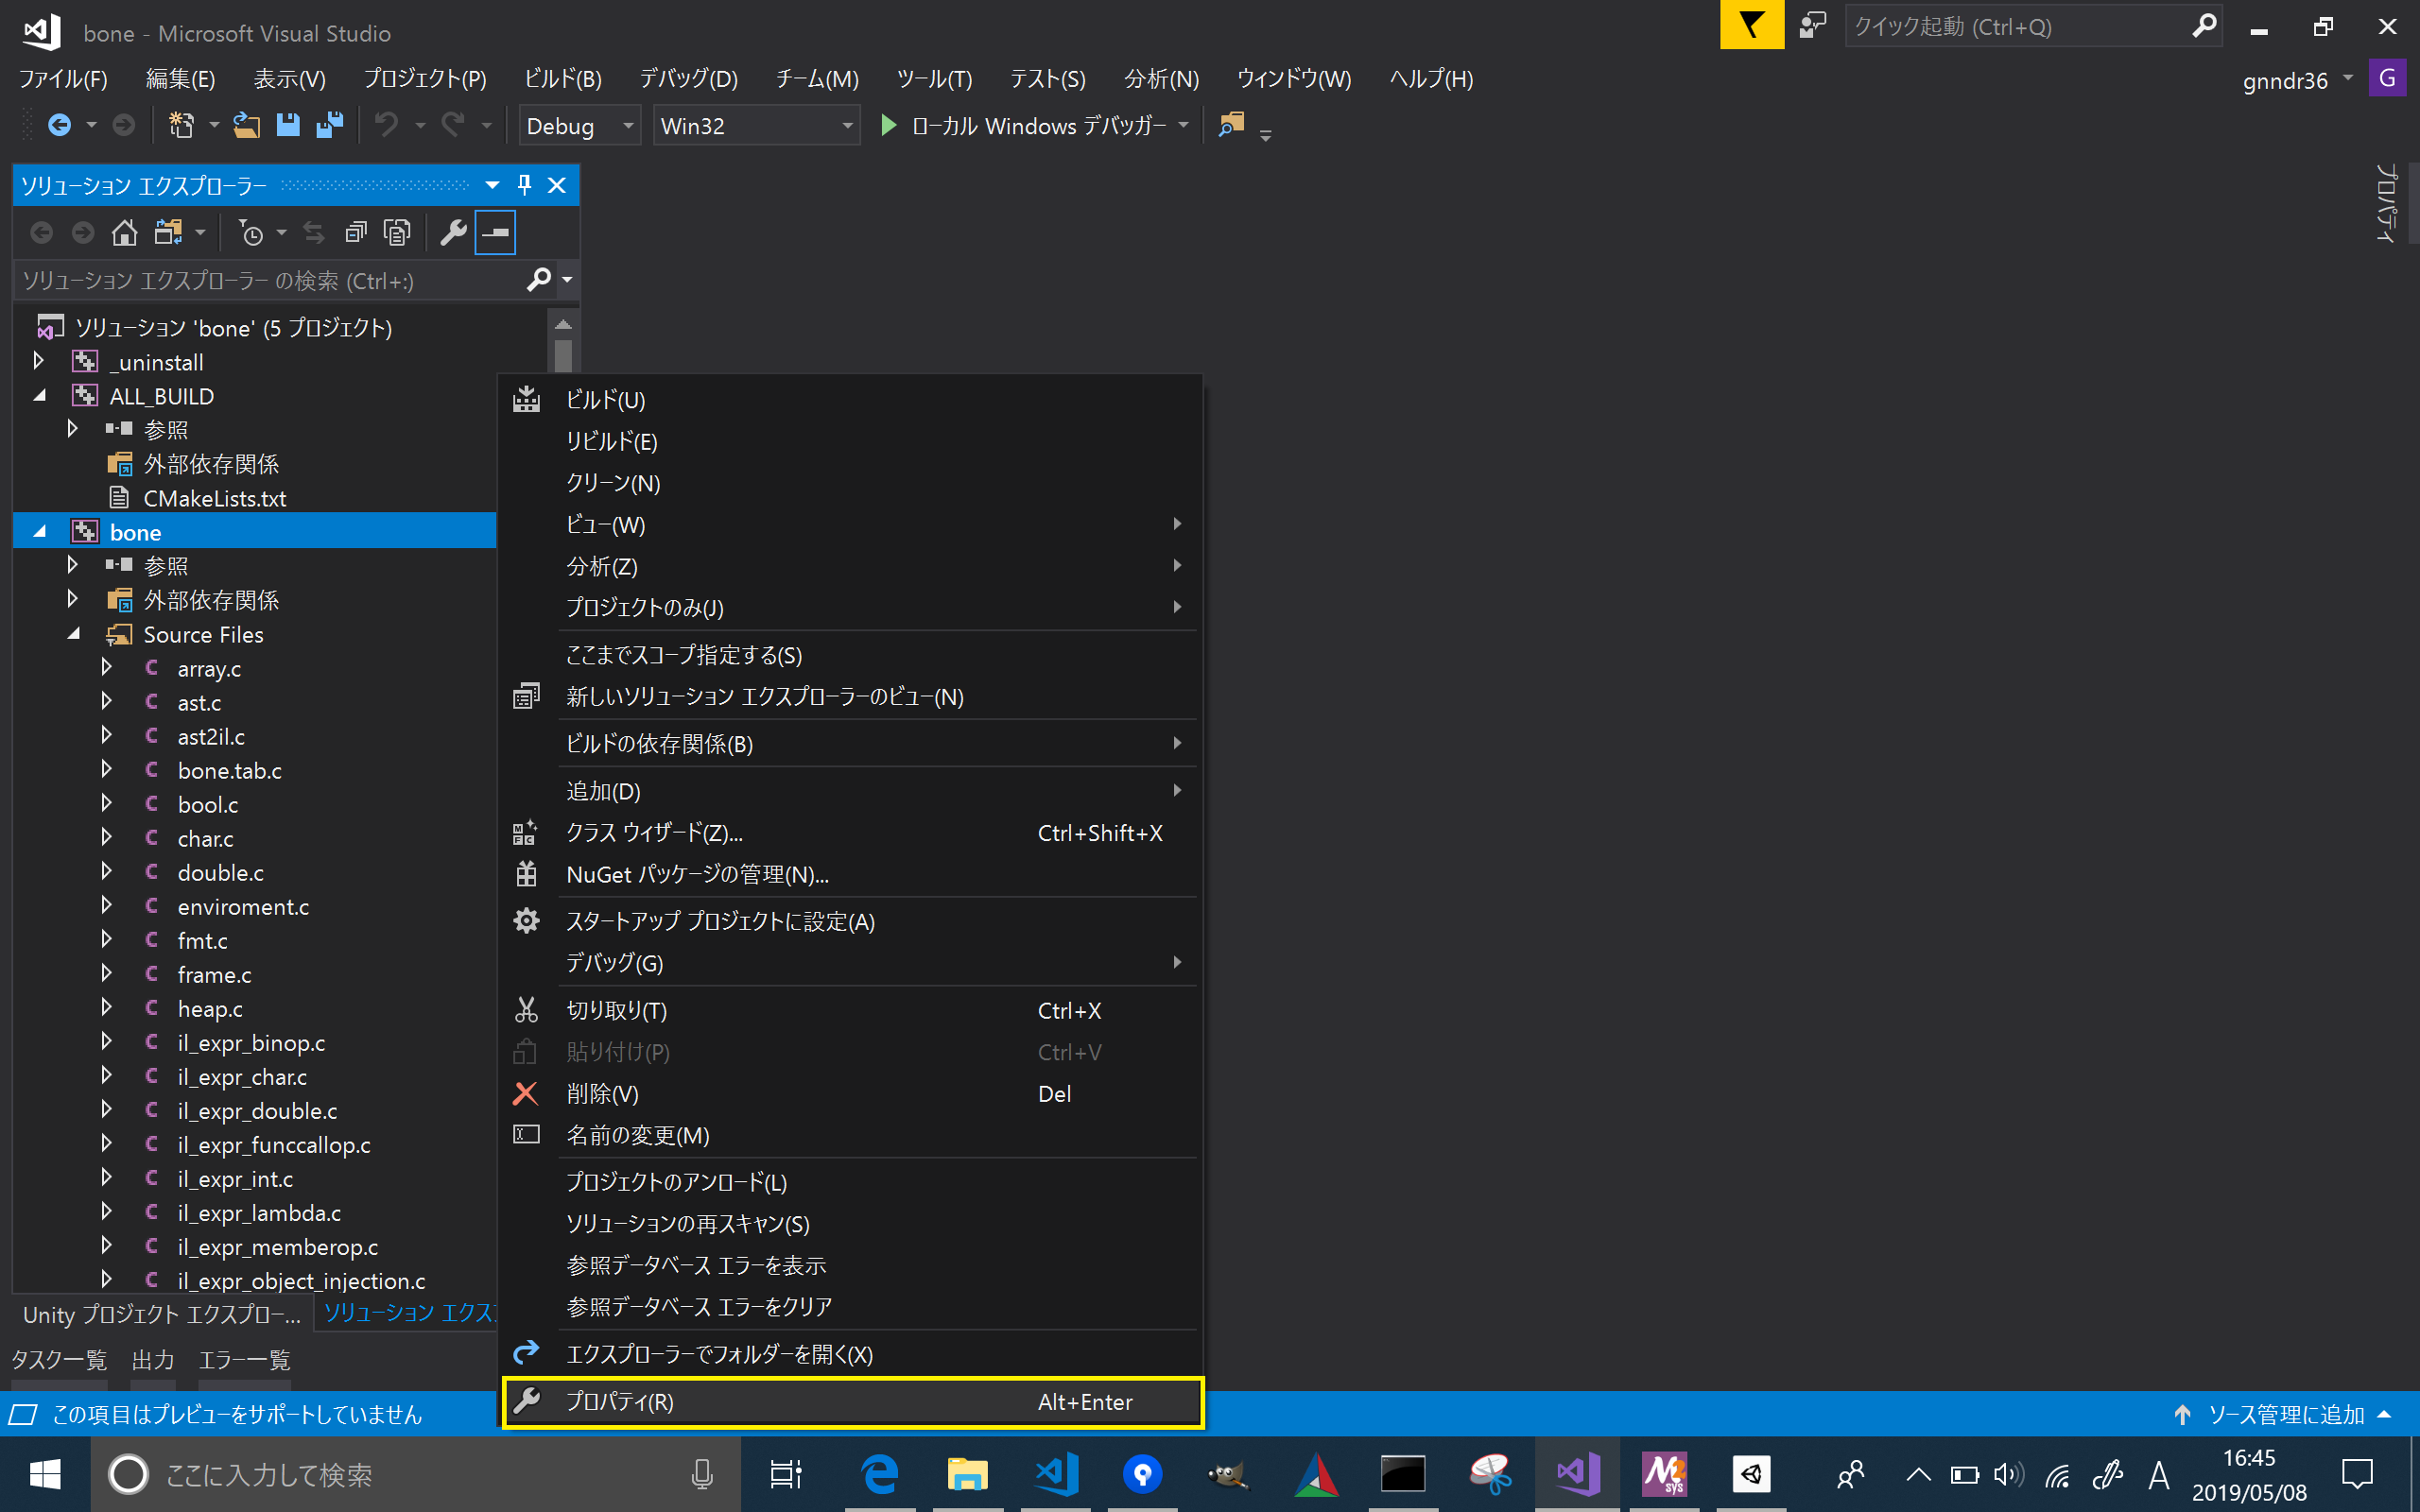 bone - Microsoft Visual Studio
クイック起動 (Ctrl+Q)
ファイル(F) 編集(E) 表示(V) プロジェクト(P) ビルド(B) デバッグ(D) チーム(M) ツール(T) テスト(S) 分析(N) ウィンドウ(W) ヘルプ(H)
gnndr36 G
Debug Win32 ローカル Windows デバッガー
ソリューション エクスプローラー
プロパティ
ソリューション エクスプローラー の検索 (Ctrl+:)
ソリューション 'bone' (5 プロジェクト)
_uninstall
ALL_BUILD
参照
外部依存関係
CMakeLists.txt
bone
参照
外部依存関係
Source Files
array.c
ast.c
ast2il.c
bone.tab.c
bool.c
char.c
double.c
enviroment.c
fmt.c
frame.c
heap.c
il_expr_binop.c
il_expr_char.c
il_expr_double.c
il_expr_funccallop.c
il_expr_int.c
il_expr_lambda.c
il_expr_memberop.c
il_expr_object_injection.c
Unity プロジェクト エクスプロー...
ソリューション エクス
タスク一覧 出力 エラー一覧
ビルド(U)
リビルド(E)
クリーン(N)
ビュー(W)
分析(Z)
プロジェクトのみ(J)
ここまでスコープ指定する(S)
新しいソリューション エクスプローラーのビュー(N)
ビルドの依存関係(B)
追加(D)
クラス ウィザード(Z)... Ctrl+Shift+X
NuGet パッケージの管理(N)...
スタートアップ プロジェクトに設定(A)
デバッグ(G)
切り取り(T) Ctrl+X
貼り付け(P) Ctrl+V
削除(V) Del
名前の変更(M)
プロジェクトのアンロード(L)
ソリューションの再スキャン(S)
参照データベース エラーを表示
参照データベース エラーをクリア
エクスプローラーでフォルダーを開く(X)
プロパティ(R) Alt+Enter
この項目はプレビューをサポートしていません
ソース管理に追加
ここに入力して検索
M2
sys
A
16:45
2019/05/08